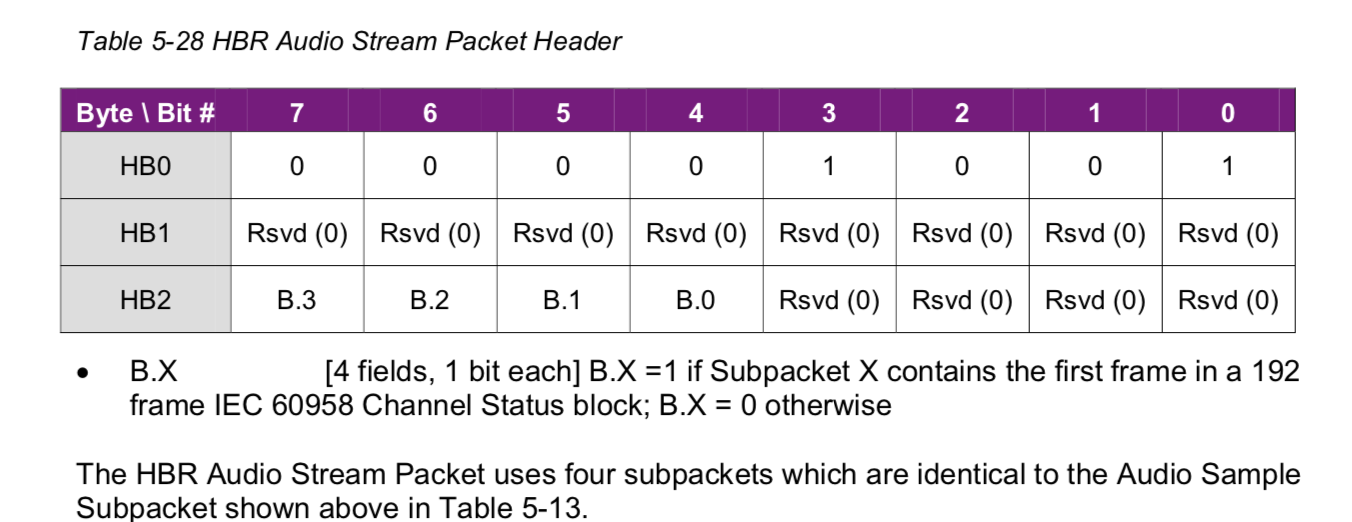 Table 5-28 HBR Audio Stream Packet Header
Byte \ Bit # 7 6 5 4 3 2 1 0
HB0 0 0 0 0 1 0 0 1
HB1 Rsvd (0) Rsvd (0) Rsvd (0) Rsvd (0) Rsvd (0) Rsvd (0) Rsvd (0) Rsvd (0)
HB2 B.3 B.2 B.1 B.0 Rsvd (0) Rsvd (0) Rsvd (0) Rsvd (0)
• B.X [4 fields, 1 bit each] B.X =1 if Subpacket X contains the first frame in a 192
frame IEC 60958 Channel Status block; B.X = 0 otherwise
The HBR Audio Stream Packet uses four subpackets which are identical to the Audio Sample
Subpacket shown above in Table 5-13.